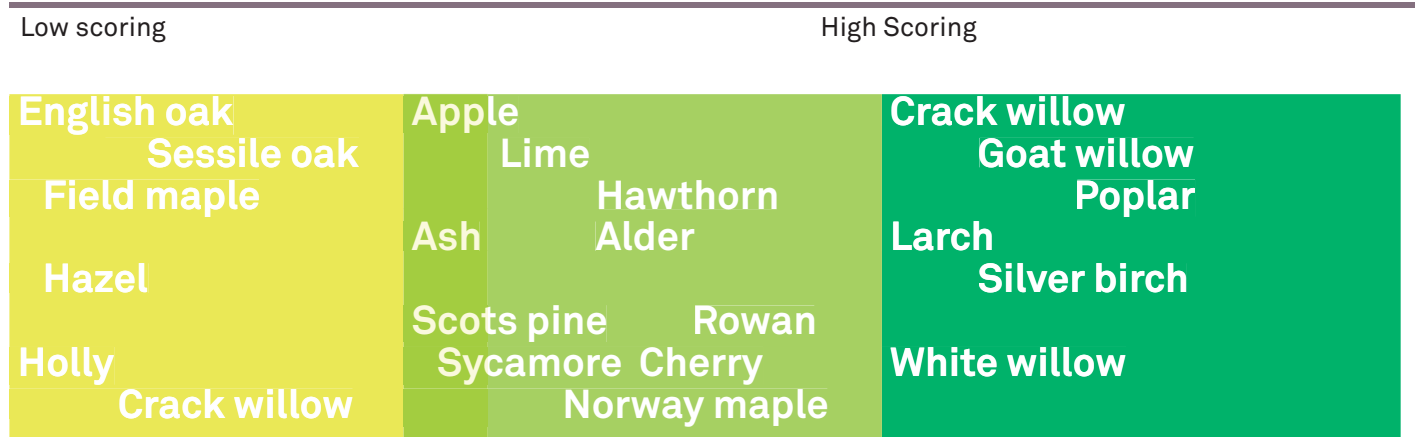 Low scoring High Scoring
English oak Apple Crack willow
Sessile oak Lime Goat willow
Field maple Hawthorn Poplar
Ash Alder Larch
Hazel Silver birch
Scots pine Rowan
Holly Sycamore Cherry White willow
Crack willow Norway maple